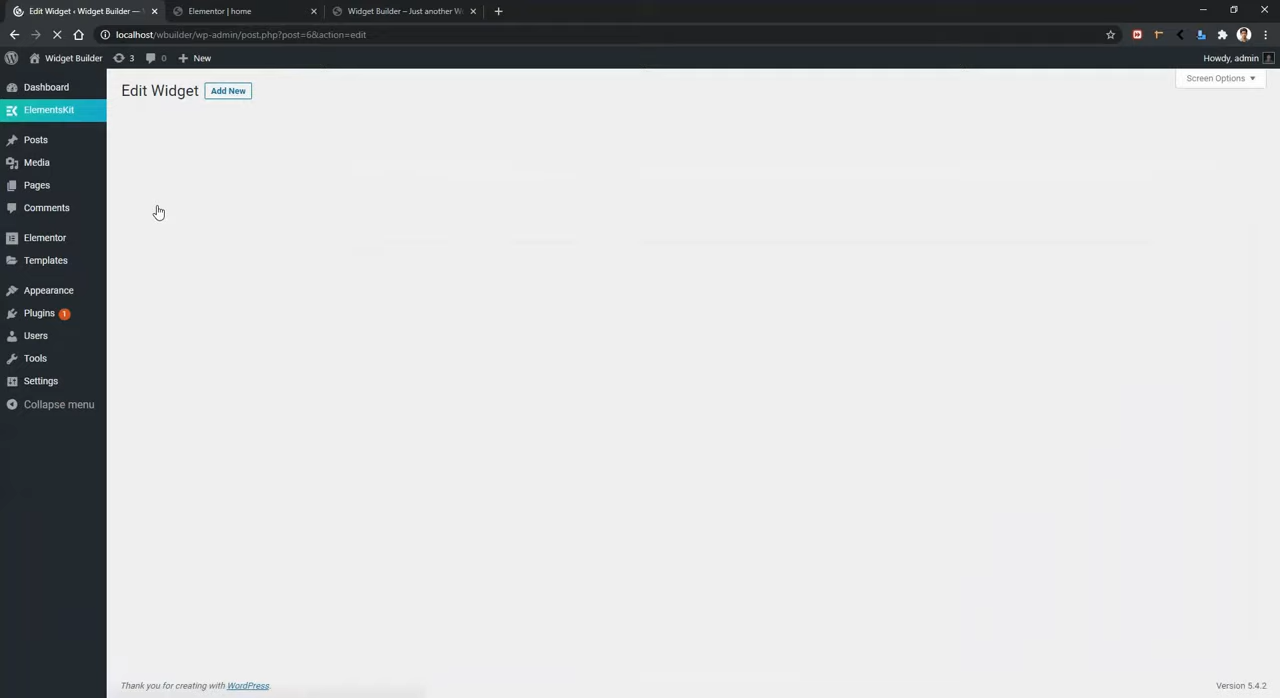 Edit Widget ‹ Widget Builder —
Elementor | home
Widget Builder – Just another W
localhost/wbuilder/wp-admin/post.php?post=6&action=edit
Widget Builder
3
0
New
Howdy, admin
Screen Options
Edit Widget
Add New
Dashboard
ElementsKit
Posts
Media
Pages
Comments
Elementor
Templates
Appearance
Plugins 1
Users
Tools
Settings
Collapse menu
Thank you for creating with WordPress.
Version 5.4.2